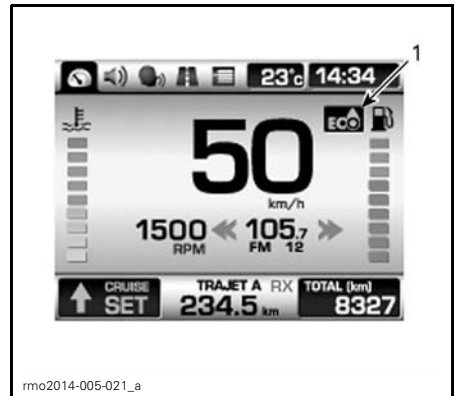 23°c 14:34
1
ECO
50
km/h
1500 105.7
RPM FM 12
CRUISE TRAJET A RX TOTAL (km)
SET 234.5 km 8327
rmo2014-005-021_a